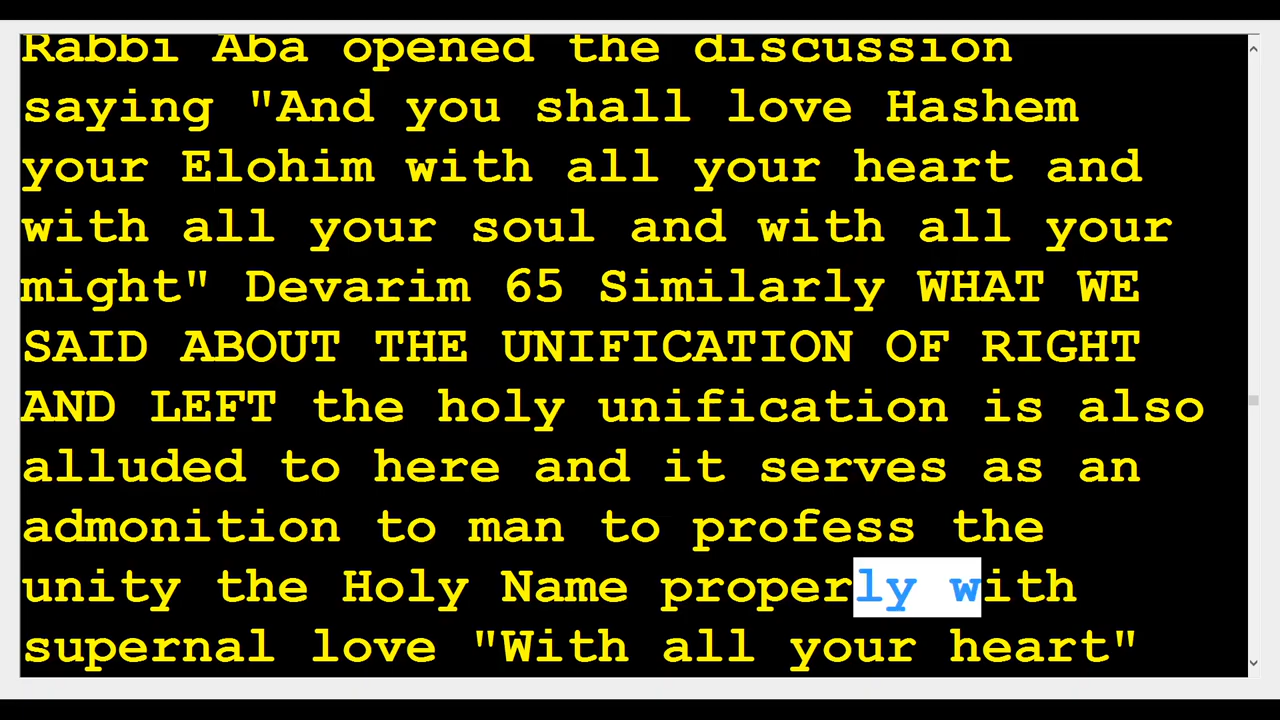 Rabbi Aba opened the discussion
saying "And you shall love Hashem
your Elohim with all your heart and
with all your soul and with all your
might" Devarim 65 Similarly WHAT WE
SAID ABOUT THE UNIFICATION OF RIGHT
AND LEFT the holy unification is also
alluded to here and it serves as an
admonition to man to profess the
unity the Holy Name properly with
supernal love "With all your heart"